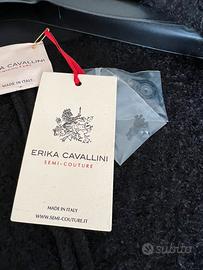 ERIKA CAVALLINI
MADE IN ITALY
ERIKA CAVALLINI
SEMI-COUTURE
MADE IN ITALY
WWW.SEMI-COUTURE.IT
subito